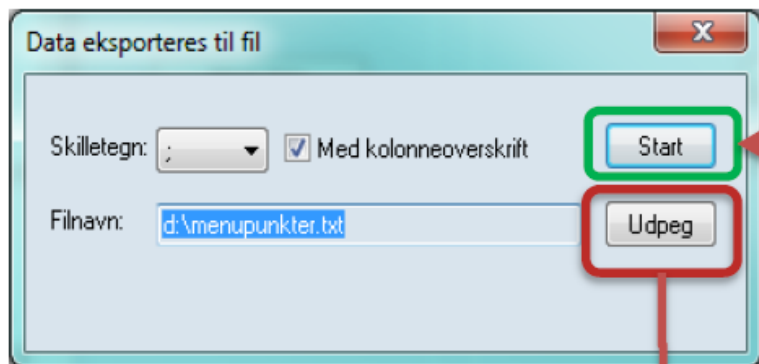 Data eksporteres til fil
Skilletegn: ; Med kolonneoverskrift Start
Filnavn: d:\menupunkter.txt Udpeg